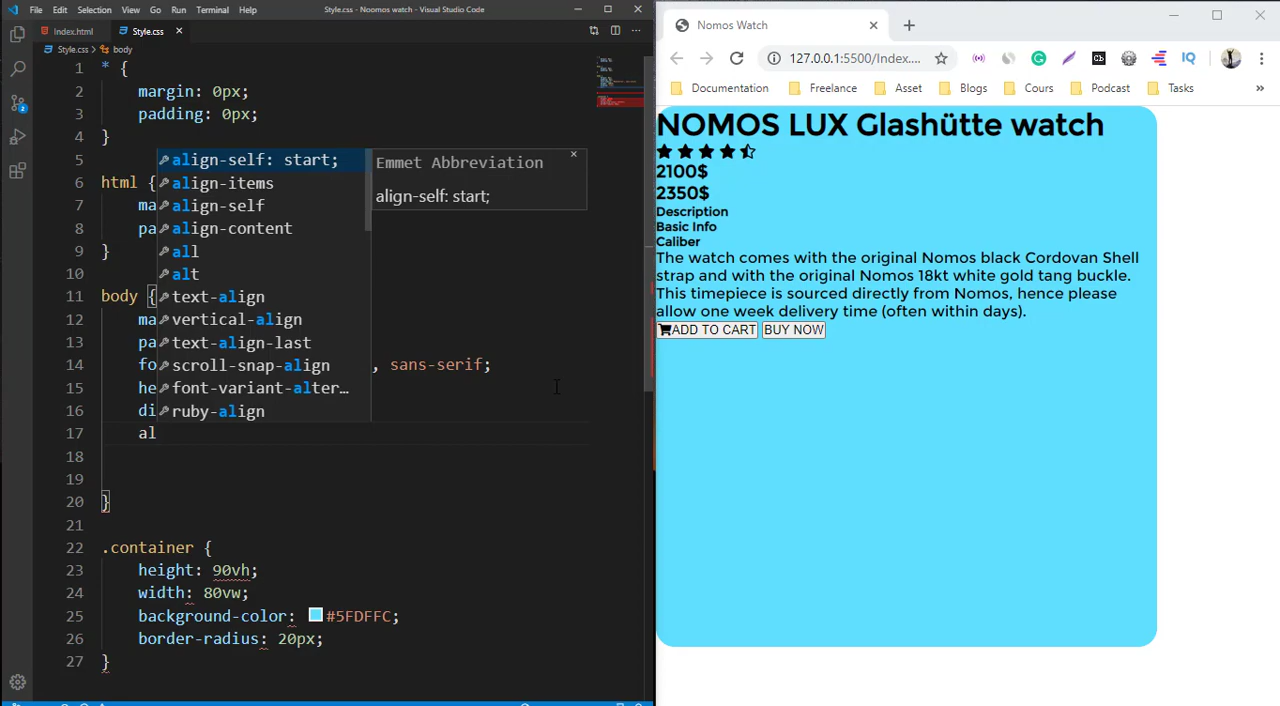 File Edit Selection View Go Run Terminal Help Style.css - Noomos watch - Visual Studio Code
Index.html Style.css
Style.css > body
1 * {
2 margin: 0px;
3 padding: 0px;
4 }
5
6 html {
7 ma
8 pa
9 }
10
11 body {
12 ma
13 pa
14 fo , sans-serif;
15 he
16 di
17 al
18
19
20 }
21
22 .container {
23 height: 90vh;
24 width: 80vw;
25 background-color: #5FDFFC;
26 border-radius: 20px;
27 }
align-self: start;
align-items
align-self
align-content
all
alt
text-align
vertical-align
text-align-last
scroll-snap-align
font-variant-alter…
ruby-align
Emmet Abbreviation
align-self: start;
2
Nomos Watch
127.0.0.1:5500/Index....
Cb
IQ
Documentation Freelance Asset Blogs Cours Podcast Tasks
NOMOS LUX Glashütte watch
2100$
2350$
Description
Basic Info
Caliber
The watch comes with the original Nomos black Cordovan Shell
strap and with the original Nomos 18kt white gold tang buckle.
This timepiece is sourced directly from Nomos, hence please
allow one week delivery time (often within days).
ADD TO CART BUY NOW